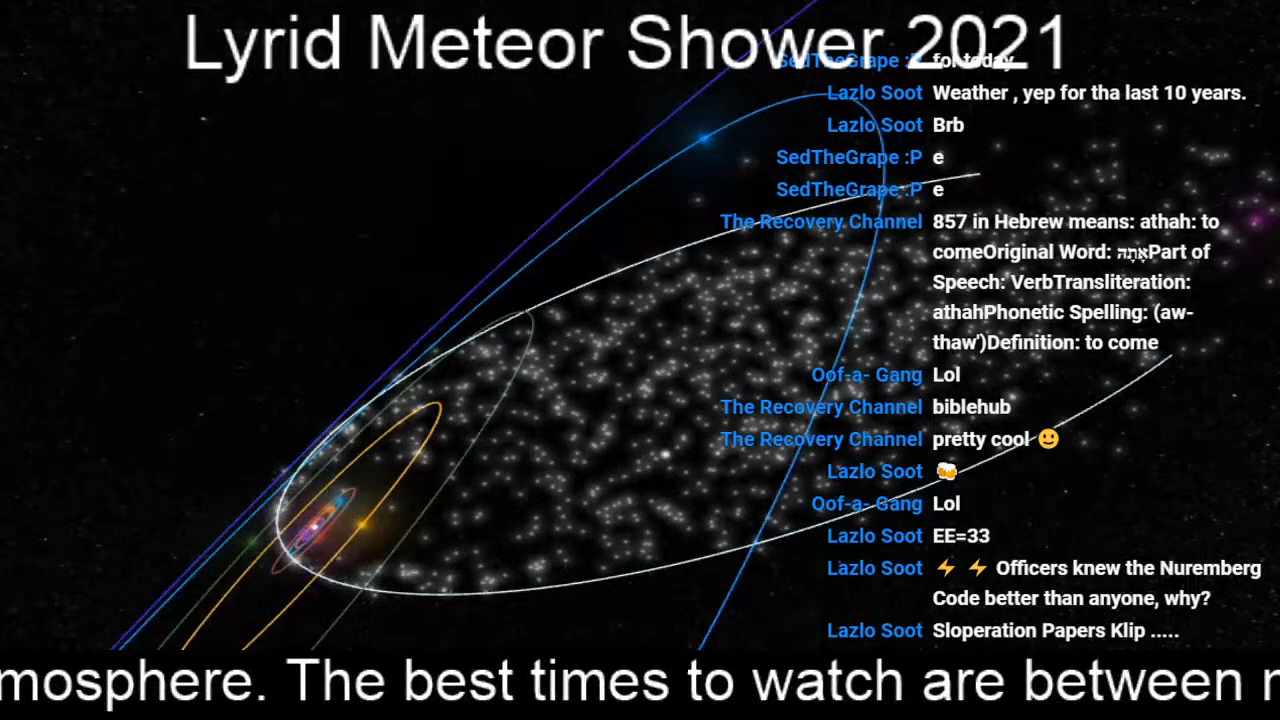 Lyrid Meteor Shower 2021
SedTheGrape :P for today
Lazlo Soot Weather , yep for tha last 10 years.
Lazlo Soot Brb
SedTheGrape :P e
SedTheGrape :P e
The Recovery Channel 857 in Hebrew means: athah: to
comeOriginal Word: אָתָהPart of
Speech: VerbTransliteration:
athahPhonetic Spelling: (aw-
thaw')Definition: to come
Oof-a- Gang Lol
The Recovery Channel biblehub
The Recovery Channel pretty cool 🙂
Lazlo Soot 🍻
Oof-a- Gang Lol
Lazlo Soot EE=33
Lazlo Soot ⚡ ⚡ Officers knew the Nuremberg
Code better than anyone, why?
Lazlo Soot Sloperation Papers Klip .....
mosphere. The best times to watch are between